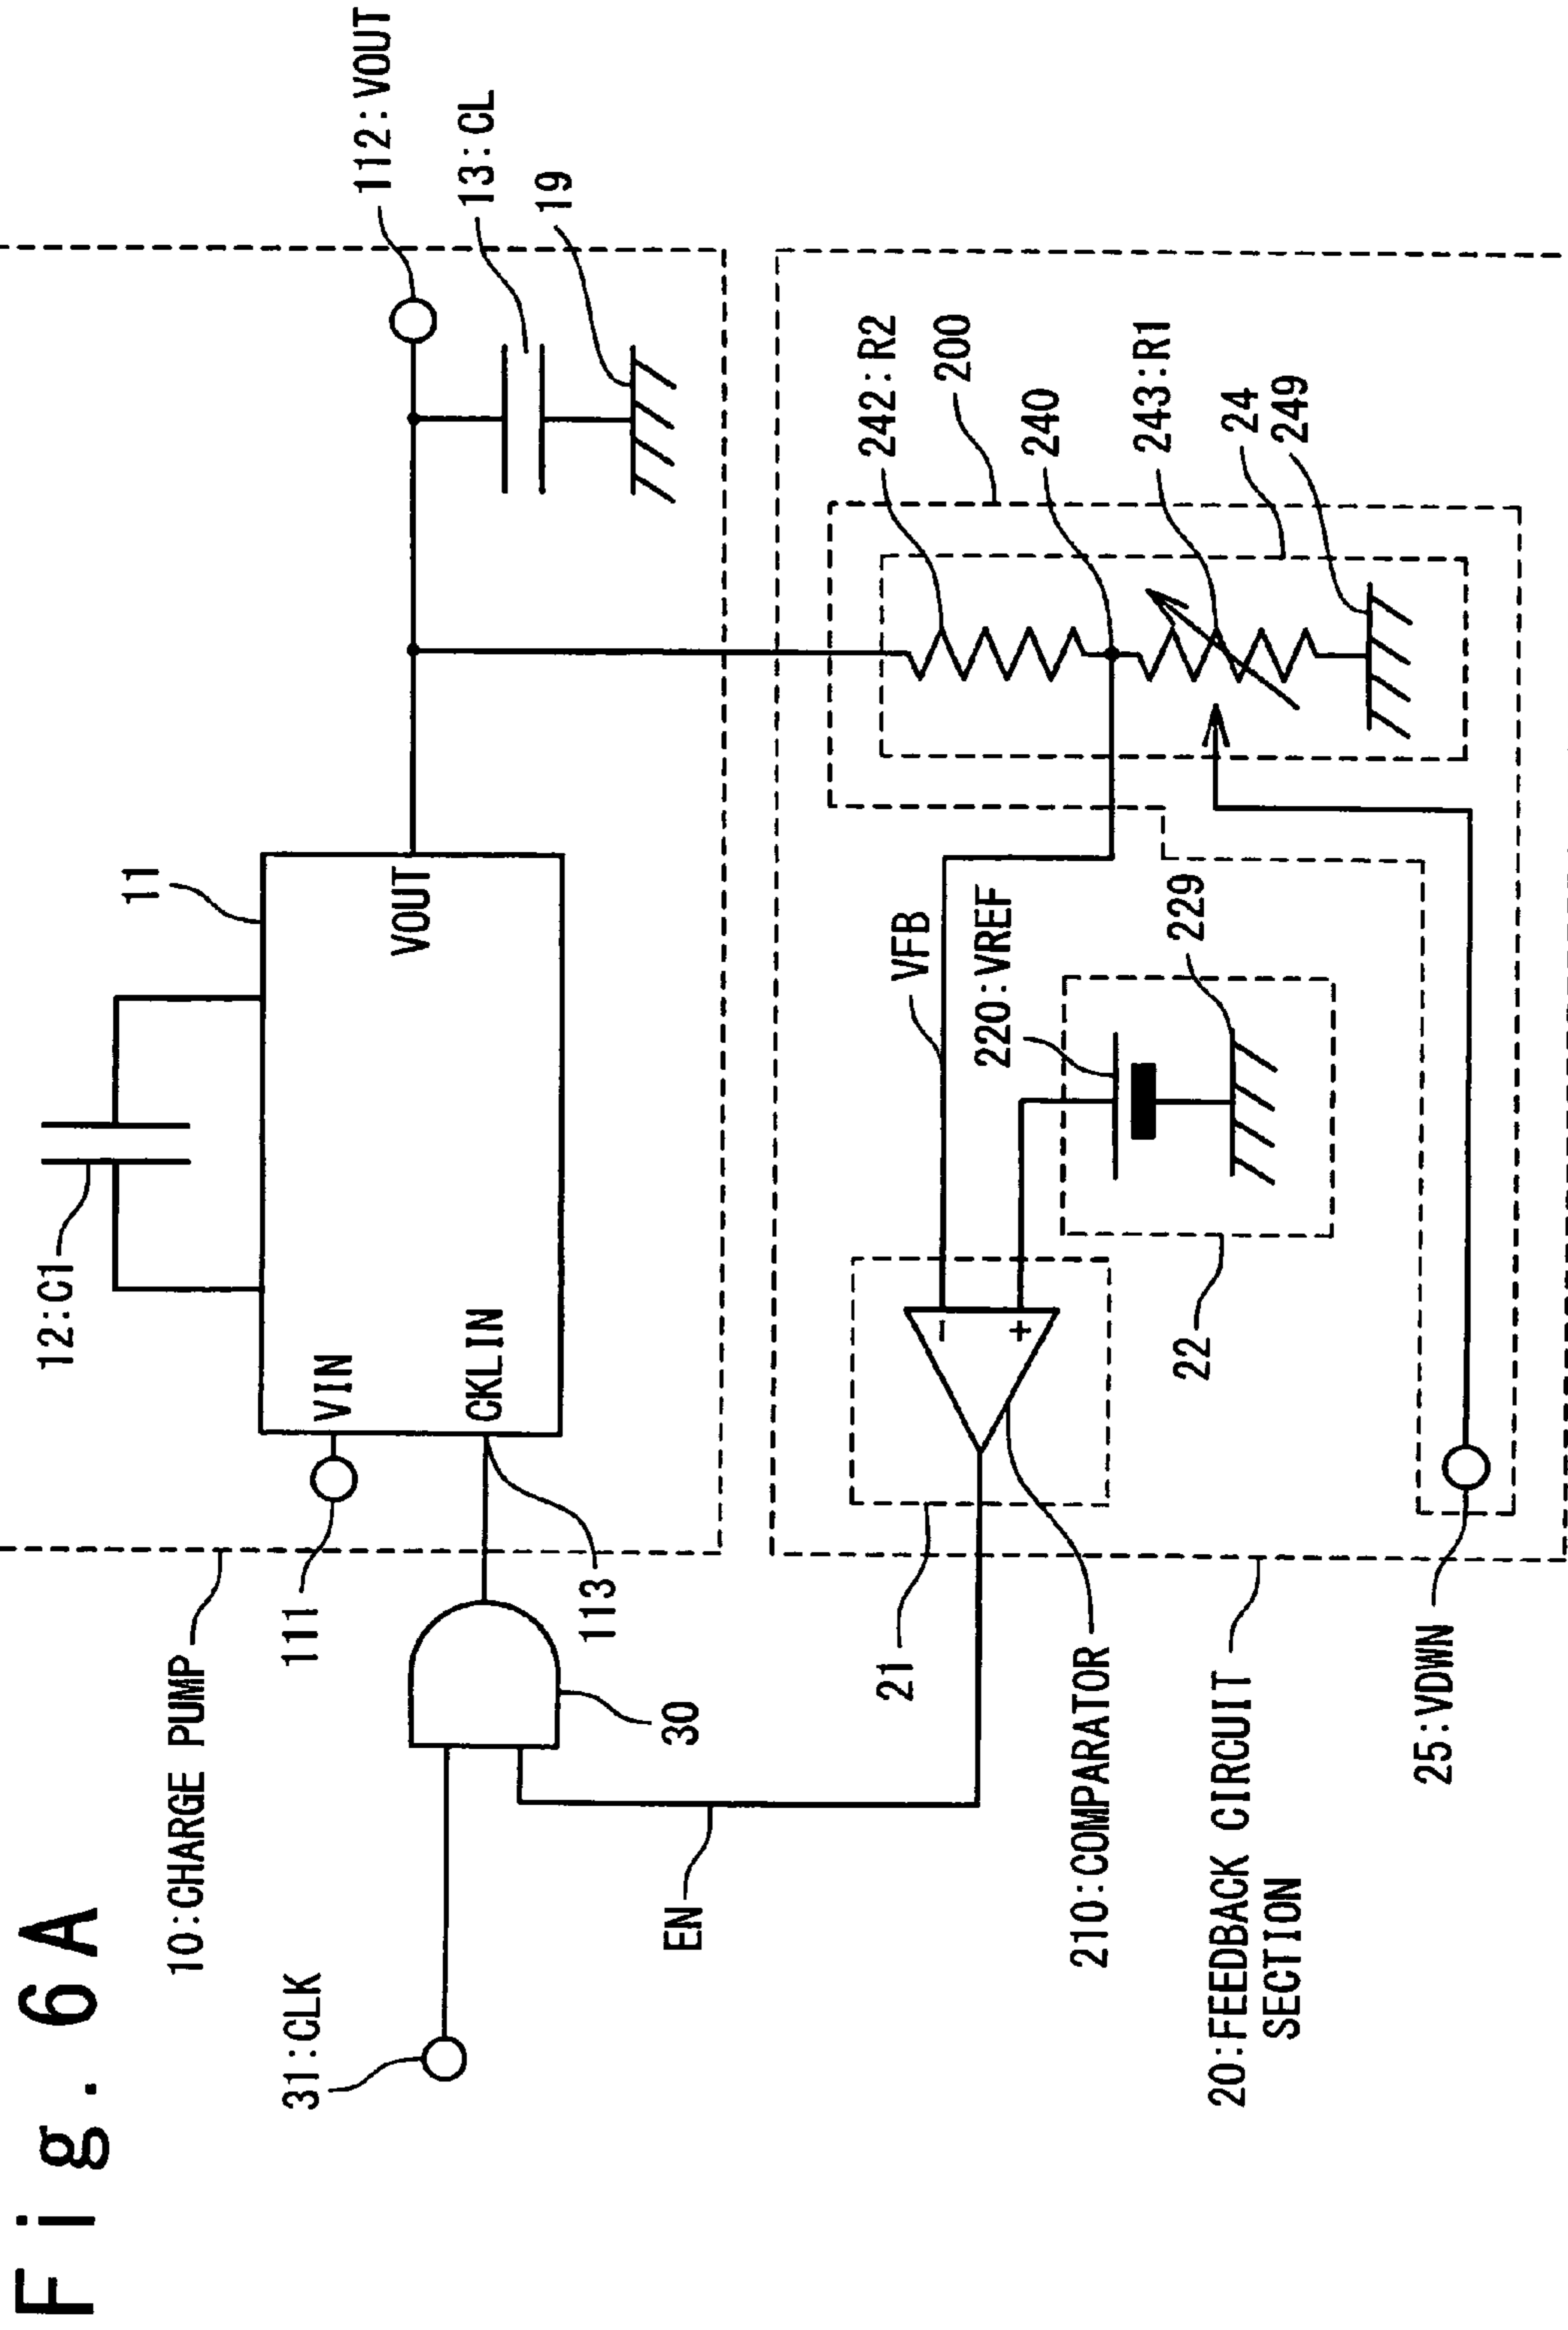 Fig. 6A
10:CHARGE PUMP
12:C1
11
112:VOUT
13:CL
19
31:CLK
111
VIN
VOUT
CKLIN
113
30
EN
21
VFB
242:R2
200
220:VREF
240
210:COMPARATOR
-
+
243:R1
22
229
24
249
20:FEEDBACK CIRCUIT
SECTION
25:VDWN